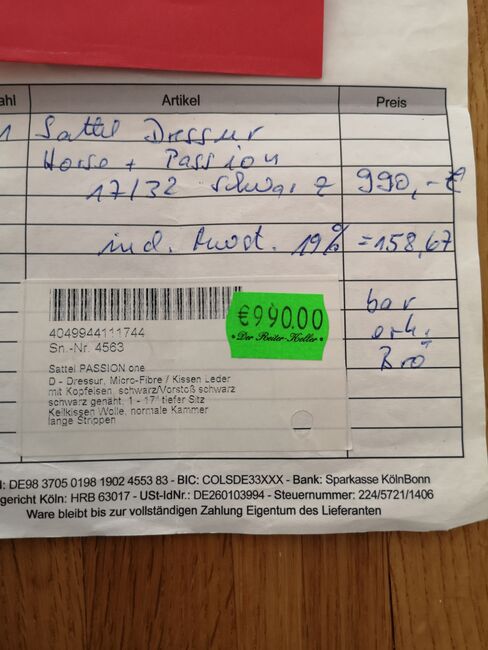 ahl Artikel Preis
1 Sattel Dressur
Horse + Passion
17/32 schwarz 990,-€
incl. Mwst. 19% =158,67
bar
erh.
4049944111744
Sn.-Nr. 4563
€990.00
Der Reiter-Keller
Sattel PASSION one
D - Dressur, Micro-Fibre / Kissen Leder
mit Kopfeisen, schwarz/Vorstoß schwarz
schwarz genäht, 1 - 17" tiefer Sitz
Keilkissen Wolle, normale Kammer
lange Strippen
: DE98 3705 0198 1902 4553 83 - BIC: COLSDE33XXX - Bank: Sparkasse KölnBonn
gericht Köln: HRB 63017 - USt-IdNr.: DE260103994 - Steuernummer: 224/5721/1406
Ware bleibt bis zur vollständigen Zahlung Eigentum des Lieferanten